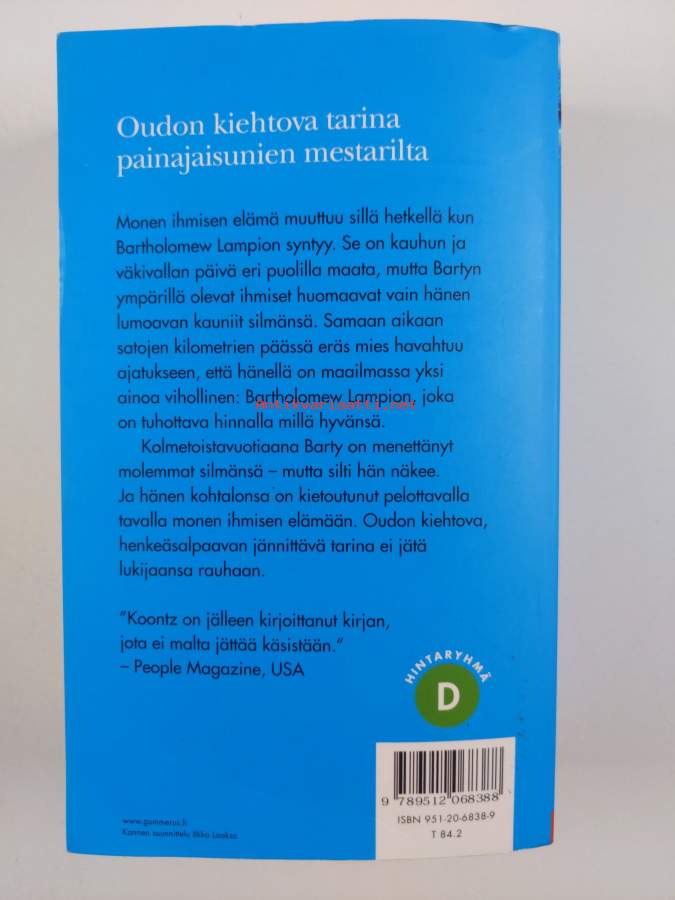 Oudon kiehtova tarina
painajaisunien mestarilta
Monen ihmisen elämä muuttuu sillä hetkellä kun
Bartholomew Lampion syntyy. Se on kauhun ja
väkivallan päivä eri puolilla maata, mutta Bartyn
ympärillä olevat ihmiset huomaavat vain hänen
lumoavan kauniit silmänsä. Samaan aikaan
satojen kilometrien päässä eräs mies havahtuu
ajatukseen, että hänellä on maailmassa yksi
ainoa vihollinen: Bartholomew Lampion, joka
Antikvarisatti.net
on tuhottava hinnalla millä hyvänsä.
Kolmetoistavuotiaana Barty on menettänyt
molemmat silmänsä – mutta silti hän näkee.
Ja hänen kohtalonsa on kietoutunut pelottavalla
tavalla monen ihmisen elämään. Oudon kiehtova,
henkeäsalpaavan jännittävä tarina ei jätä
lukijaansa rauhaan.
”Koontz on jälleen kirjoittanut kirjan,
jota ei malta jättää käsistään.”
– People Magazine, USA
HINTARYHMÄ
D
9 789512 068388
ISBN 951-20-6838-9
T 84.2
www.gummerus.fi
Kannen suunnittelu Ilkka Laakso